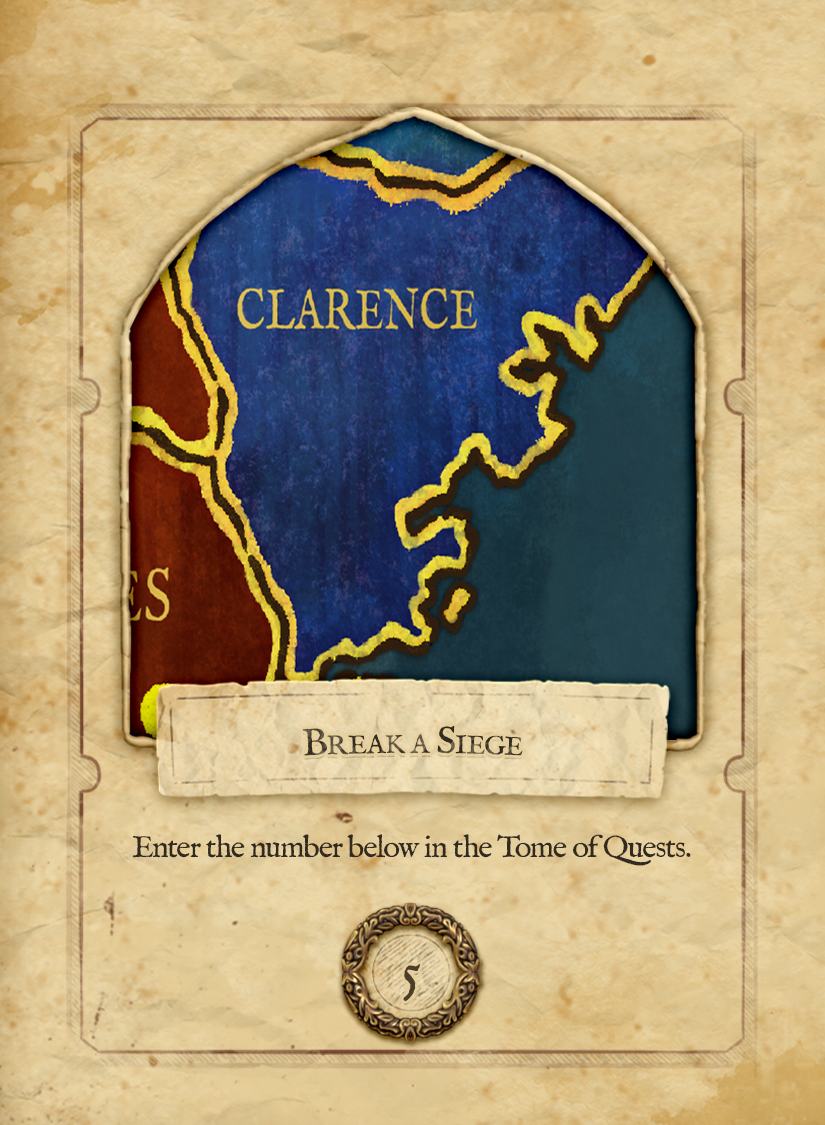 CLARENCE
ES
Break a Siege
Enter the number below in the Tome of Quests.
5